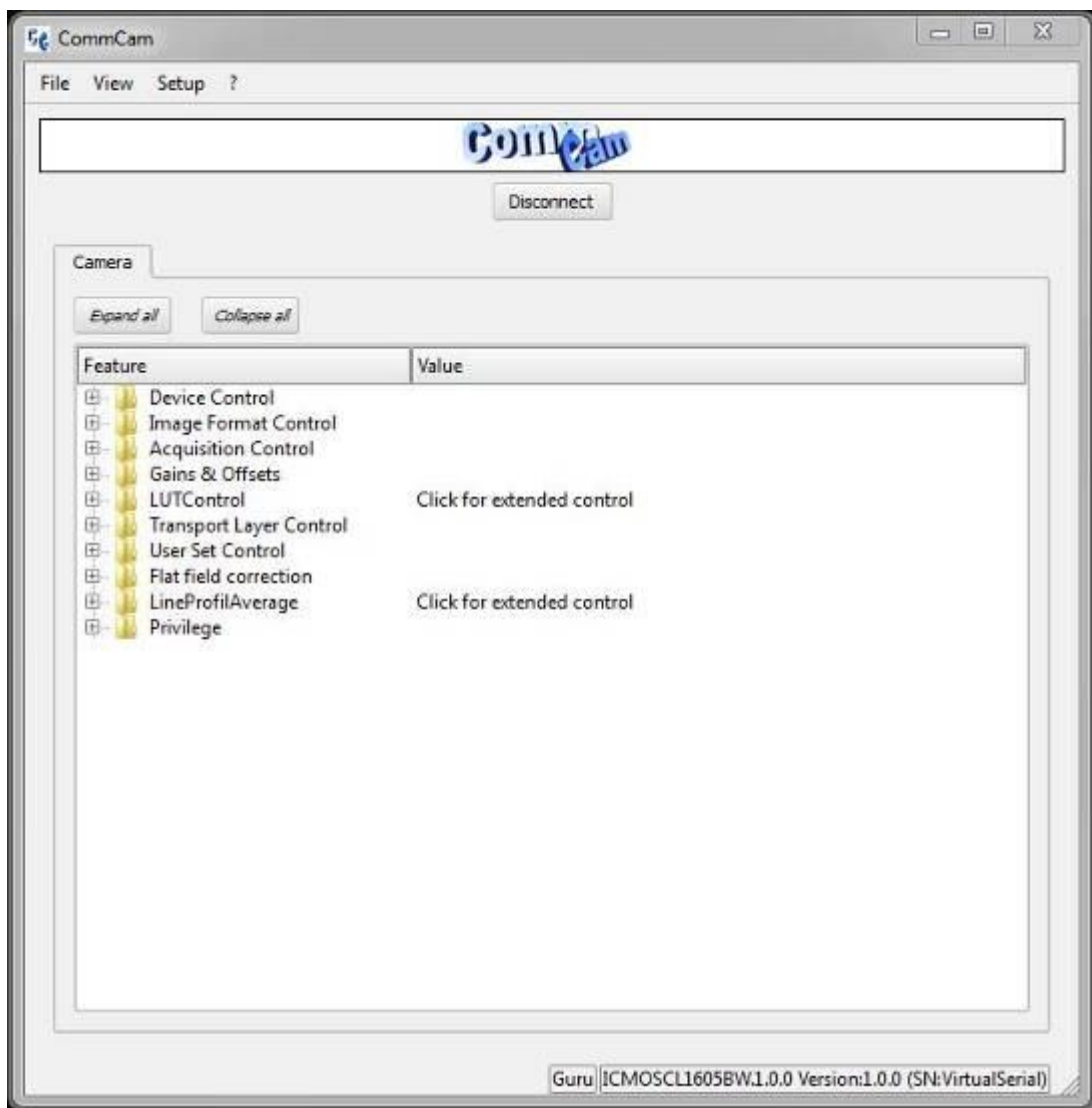 CommCam
File View Setup ?
CommCam
Disconnect
Camera
Expand all Collapse all
Feature Value
Device Control
Image Format Control
Acquisition Control
Gains & Offsets
LUTControl Click for extended control
Transport Layer Control
User Set Control
Flat field correction
LineProfilAverage Click for extended control
Privilege
Guru ICMOSCL1605BW.1.0.0 Version:1.0.0 (SN:VirtualSerial)